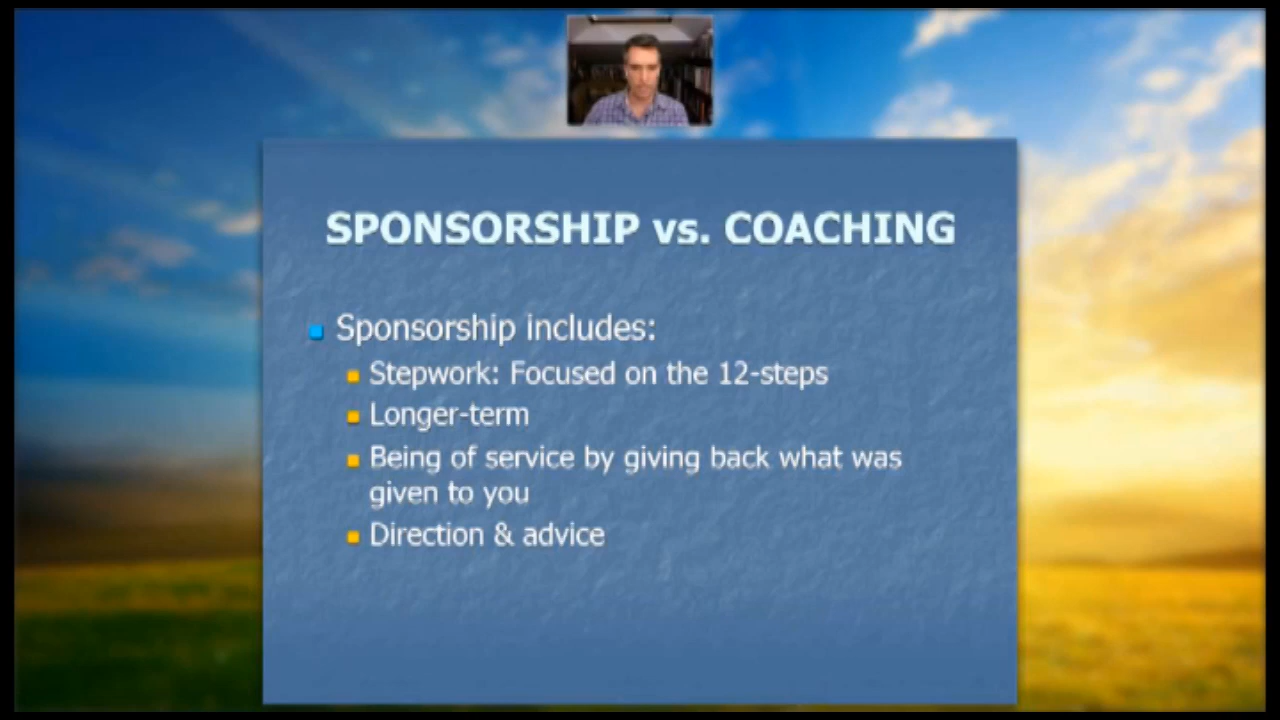 SPONSORSHIP vs. COACHING
Sponsorship includes:
Stepwork: Focused on the 12-steps
Longer-term
Being of service by giving back what was
given to you
Direction & advice